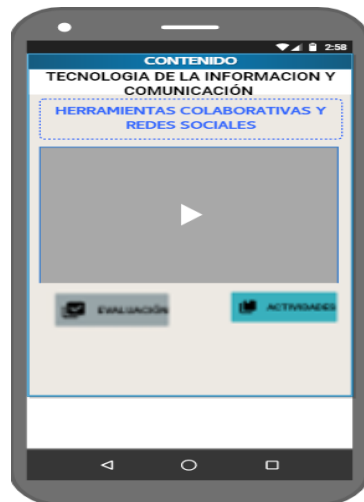 2:58
CONTENIDO
TECNOLOGIA DE LA INFORMACION Y
COMUNICACIÓN
HERRAMIENTAS COLABORATIVAS Y
REDES SOCIALES
EVALUACIÓN
ACTIVIDADES